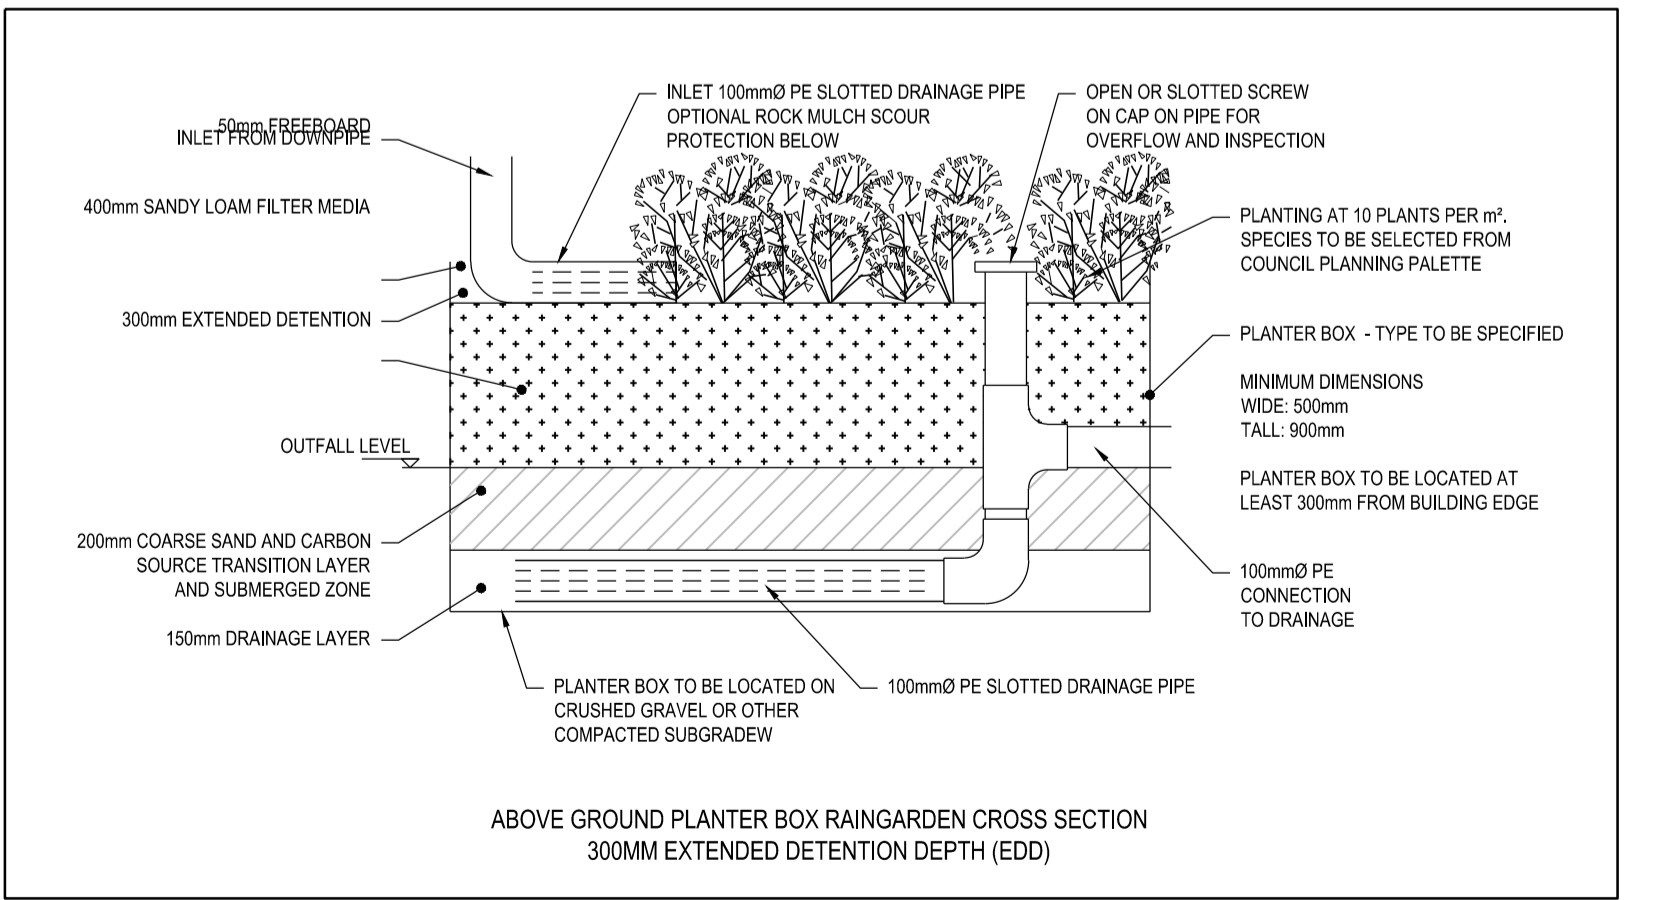 50mm FREEBOARD
INLET FROM DOWNPIPE
400mm SANDY LOAM FILTER MEDIA
300mm EXTENDED DETENTION
OUTFALL LEVEL
200mm COARSE SAND AND CARBON
SOURCE TRANSITION LAYER
AND SUBMERGED ZONE
150mm DRAINAGE LAYER
INLET 100mmØ PE SLOTTED DRAINAGE PIPE
OPTIONAL ROCK MULCH SCOUR
PROTECTION BELOW
OPEN OR SLOTTED SCREW
ON CAP ON PIPE FOR
OVERFLOW AND INSPECTION
PLANTING AT 10 PLANTS PER m².
SPECIES TO BE SELECTED FROM
COUNCIL PLANNING PALETTE
PLANTER BOX - TYPE TO BE SPECIFIED
MINIMUM DIMENSIONS
WIDE: 500mm
TALL: 900mm
PLANTER BOX TO BE LOCATED AT
LEAST 300mm FROM BUILDING EDGE
100mmØ PE
CONNECTION
TO DRAINAGE
PLANTER BOX TO BE LOCATED ON
CRUSHED GRAVEL OR OTHER
COMPACTED SUBGRADEW
100mmØ PE SLOTTED DRAINAGE PIPE
ABOVE GROUND PLANTER BOX RAINGARDEN CROSS SECTION
300MM EXTENDED DETENTION DEPTH (EDD)